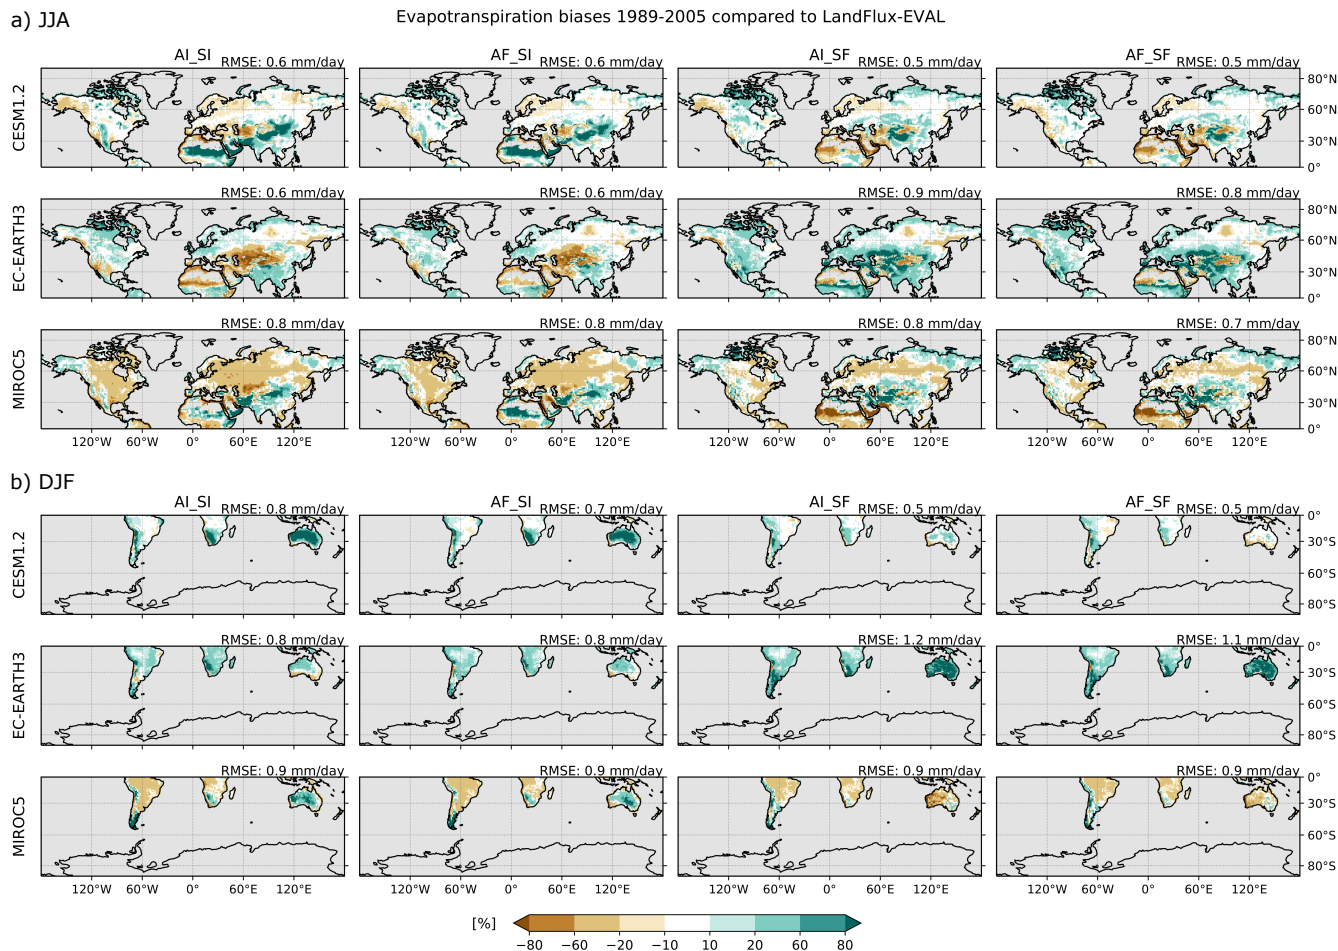 a) JJA
Evapotranspiration biases 1989-2005 compared to LandFlux-EVAL
AI_SI AF_SI AI_SF AF_SF
RMSE: 0.6 mm/day RMSE: 0.6 mm/day RMSE: 0.5 mm/day RMSE: 0.5 mm/day
CESM1.2
80°N
60°N
30°N
0°
RMSE: 0.6 mm/day RMSE: 0.6 mm/day RMSE: 0.9 mm/day RMSE: 0.8 mm/day
EC-EARTH3
80°N
60°N
30°N
0°
RMSE: 0.8 mm/day RMSE: 0.8 mm/day RMSE: 0.8 mm/day RMSE: 0.7 mm/day
MIROC5
80°N
60°N
30°N
0°
120°W 60°W 0° 60°E 120°E 120°W 60°W 0° 60°E 120°E 120°W 60°W 0° 60°E 120°E 120°W 60°W 0° 60°E 120°E
b) DJF
AI_SI AF_SI AI_SF AF_SF
RMSE: 0.8 mm/day RMSE: 0.7 mm/day RMSE: 0.5 mm/day RMSE: 0.5 mm/day
CESM1.2
0°
30°S
60°S
80°S
RMSE: 0.8 mm/day RMSE: 0.8 mm/day RMSE: 1.2 mm/day RMSE: 1.1 mm/day
EC-EARTH3
0°
30°S
60°S
80°S
RMSE: 0.9 mm/day RMSE: 0.9 mm/day RMSE: 0.9 mm/day RMSE: 0.9 mm/day
MIROC5
0°
30°S
60°S
80°S
120°W 60°W 0° 60°E 120°E 120°W 60°W 0° 60°E 120°E 120°W 60°W 0° 60°E 120°E 120°W 60°W 0° 60°E 120°E
[%]
−80 −60 −20 −10 10 20 60 80